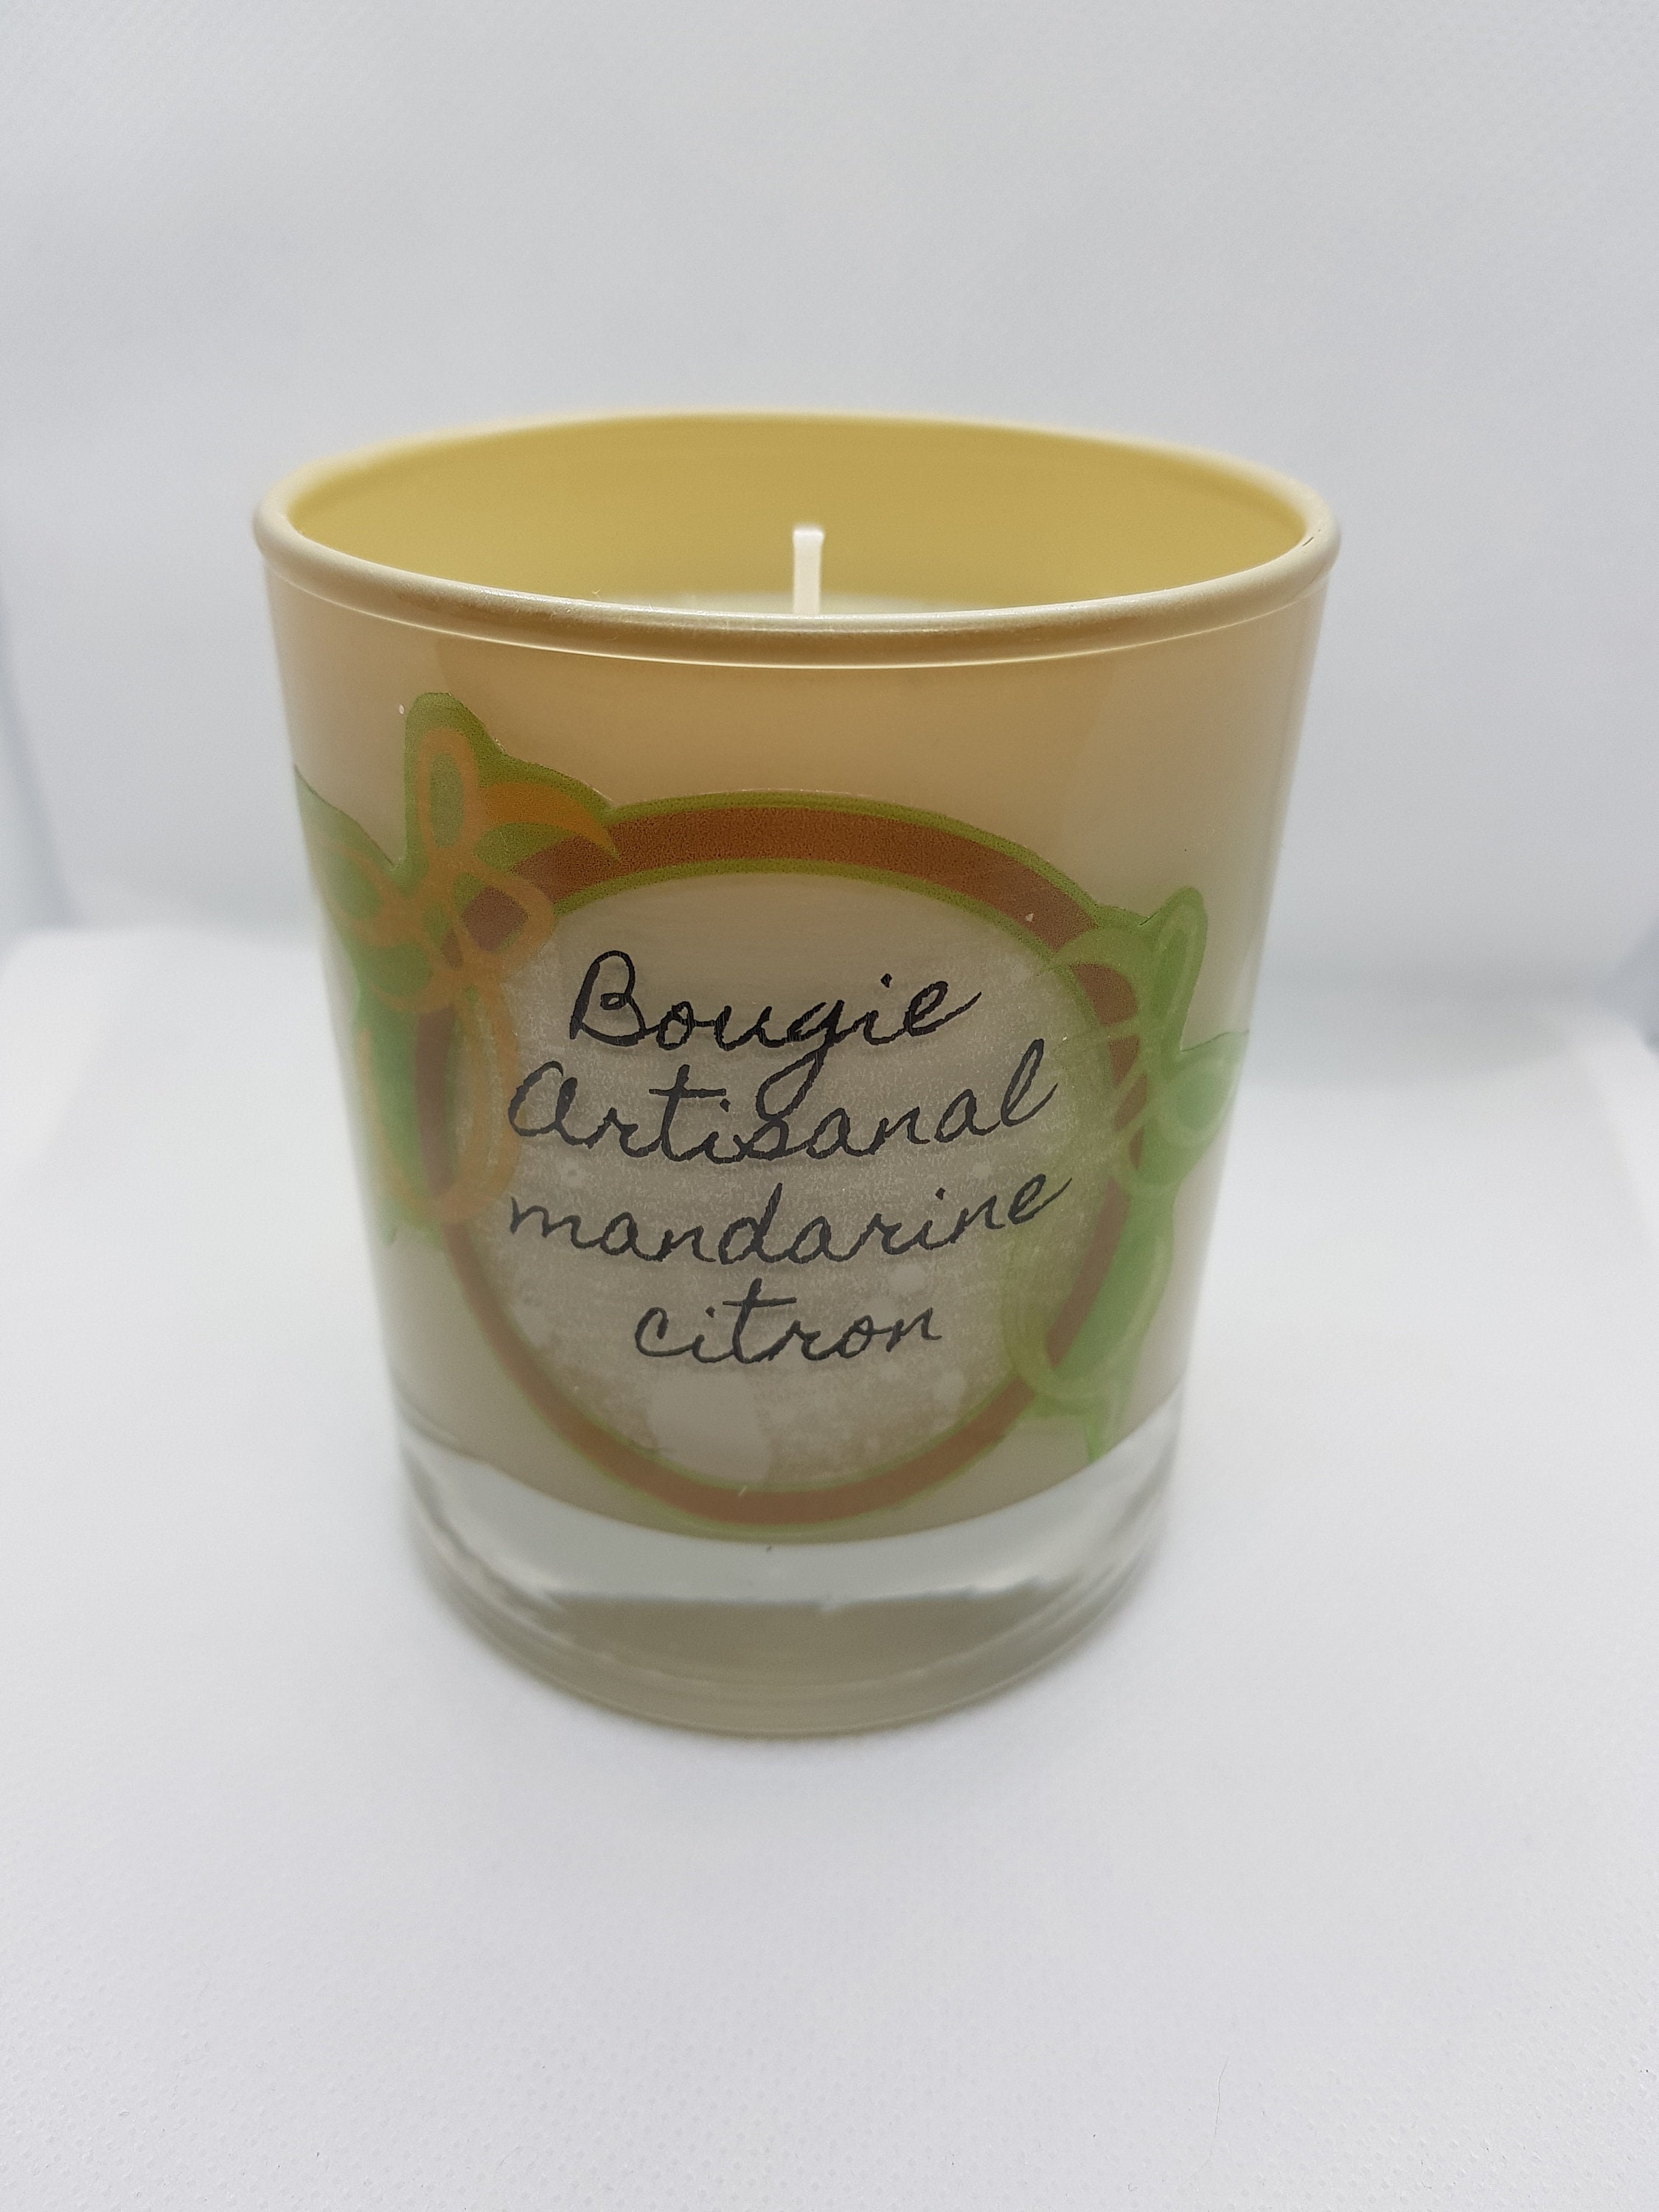 Bougie
Artisanal
mandarine
citron